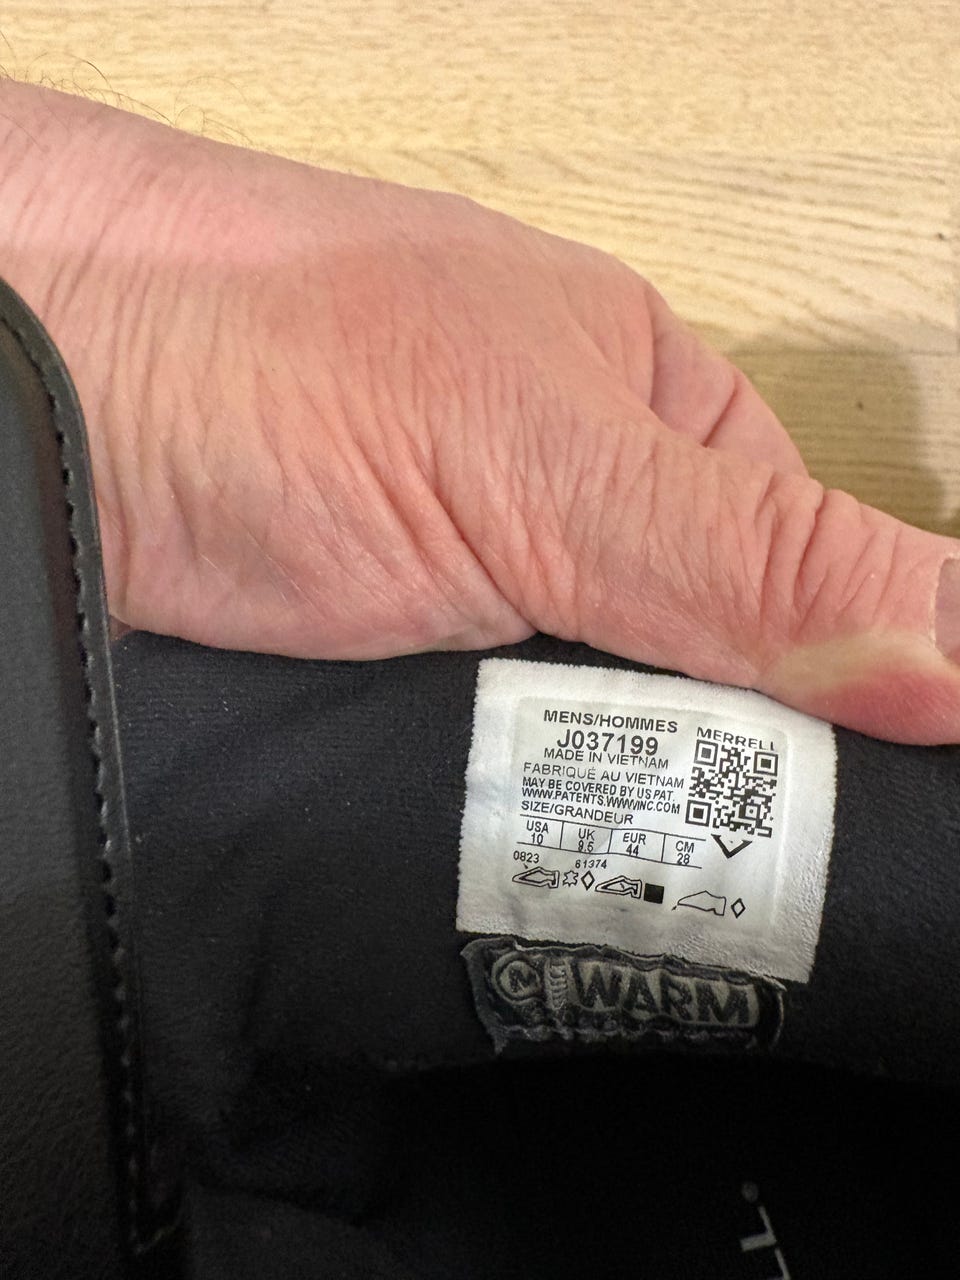 MENS/HOMMES
MERRELL
J037199
MADE IN VIETNAM
FABRIQUÉ AU VIETNAM
MAY BE COVERED BY US PAT.
WWW.PATENTS.WWWINC.COM
SIZE/GRANDEUR
USA UK EUR CM
10 9.5 44 28
0823 61374
M WARM
L